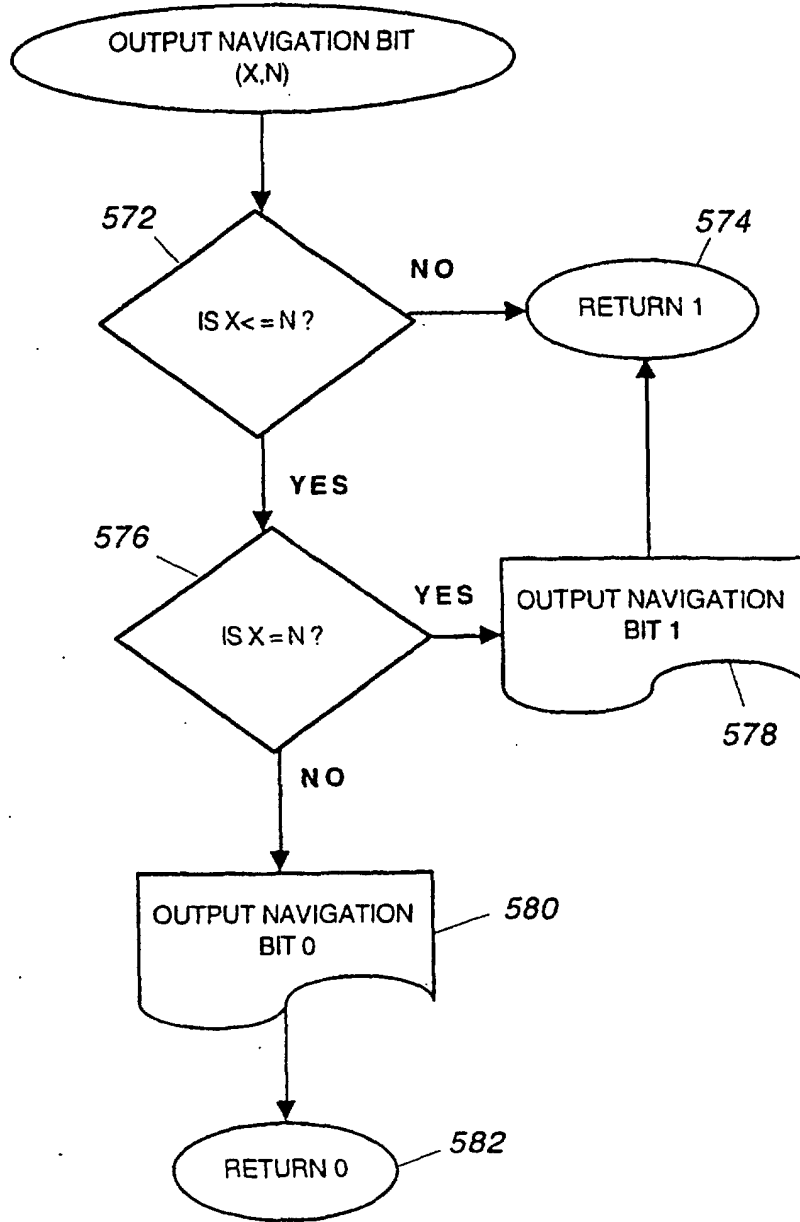 OUTPUT NAVIGATION BIT
(X,N)
572
IS X<=N?
NO
574
RETURN 1
YES
576
IS X=N?
YES
OUTPUT NAVIGATION
BIT 1
578
NO
OUTPUT NAVIGATION
BIT 0
580
RETURN 0
582